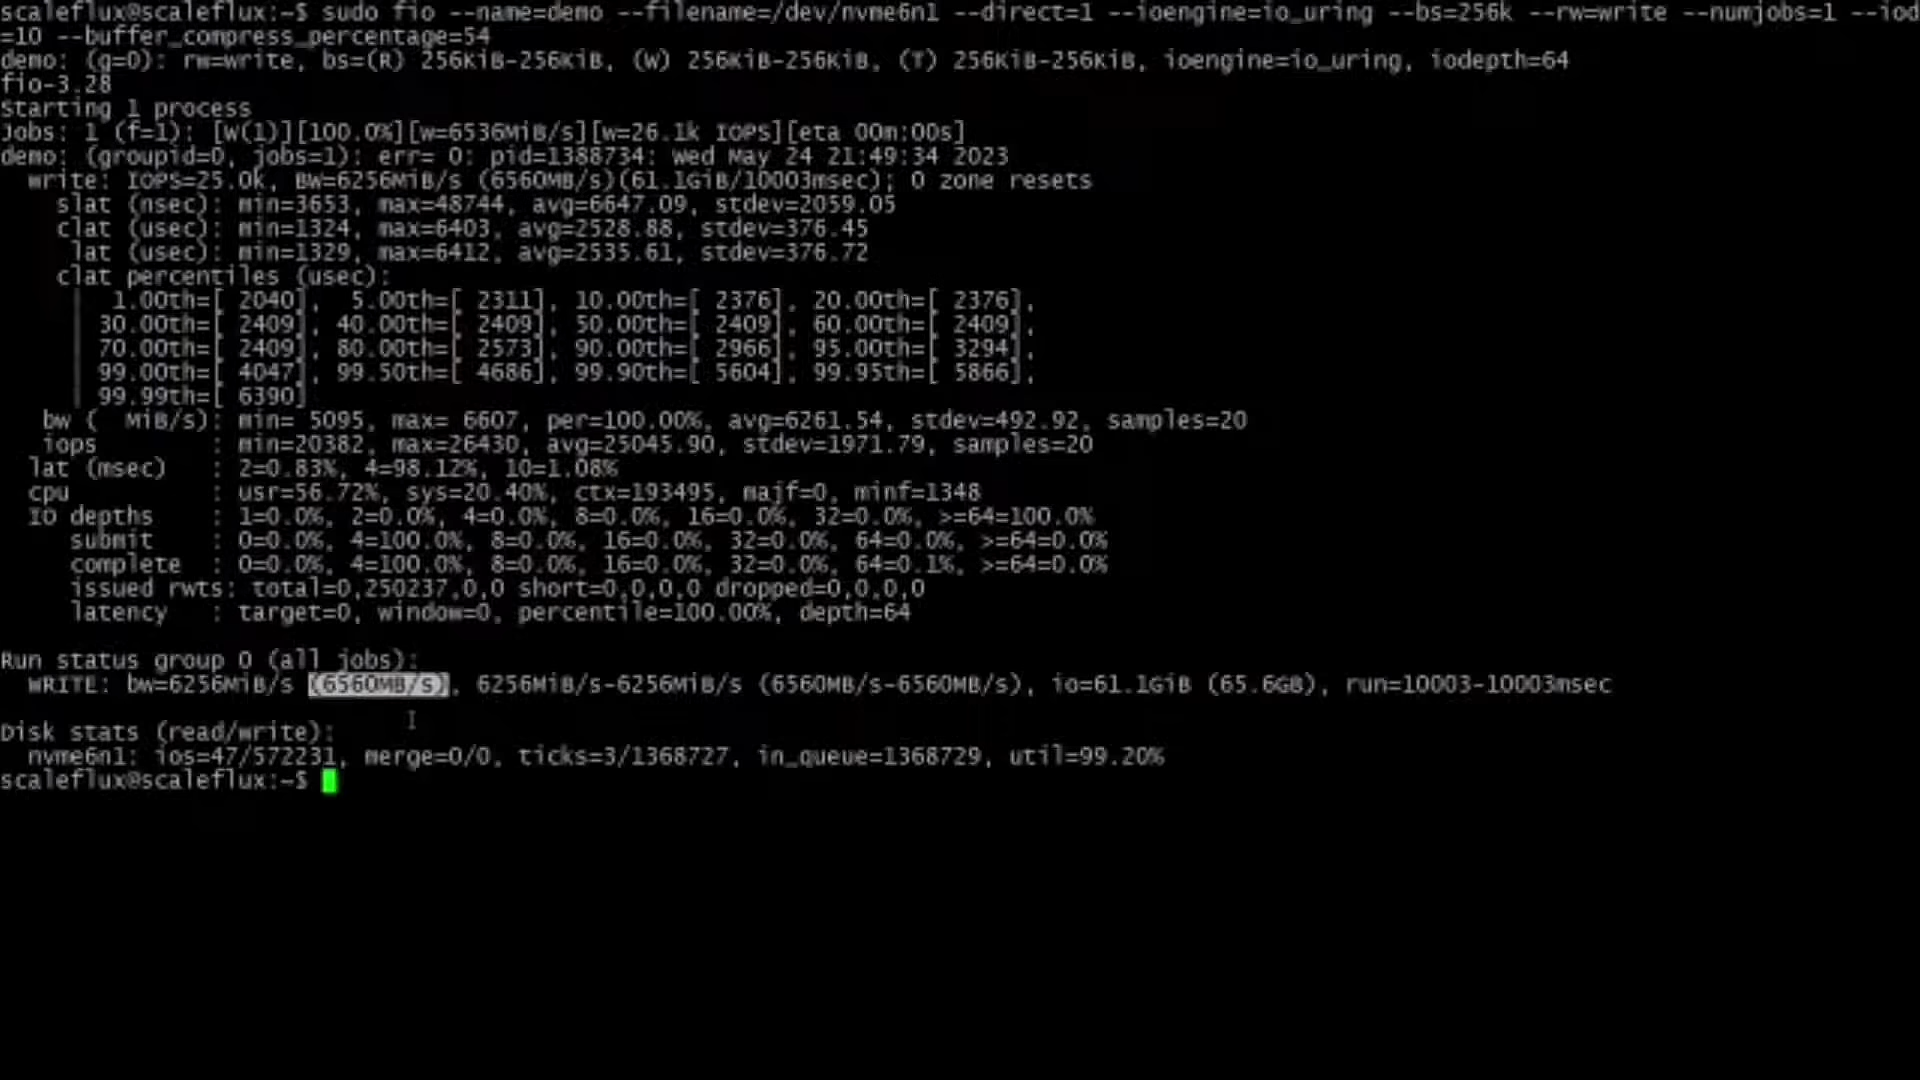 scaleflux@scaleflux:~$ sudo fio --name=demo --filename=/dev/nvme6n1 --direct=1 --ioengine=io_uring --bs=256k --rw=write --numjobs=1 --iod
=10 --buffer_compress_percentage=54
demo: (g=0): rw=write, bs=(R) 256KiB-256KiB, (W) 256KiB-256KiB, (T) 256KiB-256KiB, ioengine=io_uring, iodepth=64
fio-3.28
Starting 1 process
Jobs: 1 (f=1): [W(1)][100.0%][w=6536MiB/s][w=26.1k IOPS][eta 00m:00s]
demo: (groupid=0, jobs=1): err= 0: pid=1388734: Wed May 24 21:49:34 2023
write: IOPS=25.0k, BW=6256MiB/s (6560MB/s)(61.1GiB/10003msec); 0 zone resets
slat (nsec): min=3653, max=48744, avg=6647.09, stdev=2059.05
clat (usec): min=1324, max=6403, avg=2528.88, stdev=376.45
lat (usec): min=1329, max=6412, avg=2535.61, stdev=376.72
clat percentiles (usec):
| 1.00th=[ 2040], 5.00th=[ 2311], 10.00th=[ 2376], 20.00th=[ 2376],
| 30.00th=[ 2409], 40.00th=[ 2409], 50.00th=[ 2409], 60.00th=[ 2409],
| 70.00th=[ 2409], 80.00th=[ 2573], 90.00th=[ 2966], 95.00th=[ 3294],
| 99.00th=[ 4047], 99.50th=[ 4686], 99.90th=[ 5604], 99.95th=[ 5866],
| 99.99th=[ 6390]
bw ( MiB/s): min= 5095, max= 6607, per=100.00%, avg=6261.54, stdev=492.92, samples=20
iops : min=20382, max=26430, avg=25045.90, stdev=1971.79, samples=20
lat (msec) : 2=0.83%, 4=98.12%, 10=1.08%
cpu : usr=56.72%, sys=20.40%, ctx=193495, majf=0, minf=1348
IO depths : 1=0.0%, 2=0.0%, 4=0.0%, 8=0.0%, 16=0.0%, 32=0.0%, >=64=100.0%
submit : 0=0.0%, 4=100.0%, 8=0.0%, 16=0.0%, 32=0.0%, 64=0.0%, >=64=0.0%
complete : 0=0.0%, 4=100.0%, 8=0.0%, 16=0.0%, 32=0.0%, 64=0.1%, >=64=0.0%
issued rwts: total=0,250237,0,0 short=0,0,0,0 dropped=0,0,0,0
latency : target=0, window=0, percentile=100.00%, depth=64
Run status group 0 (all jobs):
WRITE: bw=6256MiB/s (6560MB/s), 6256MiB/s-6256MiB/s (6560MB/s-6560MB/s), io=61.1GiB (65.6GB), run=10003-10003msec
Disk stats (read/write):
nvme6n1: ios=47/572231, merge=0/0, ticks=3/1368727, in_queue=1368729, util=99.20%
scaleflux@scaleflux:~$